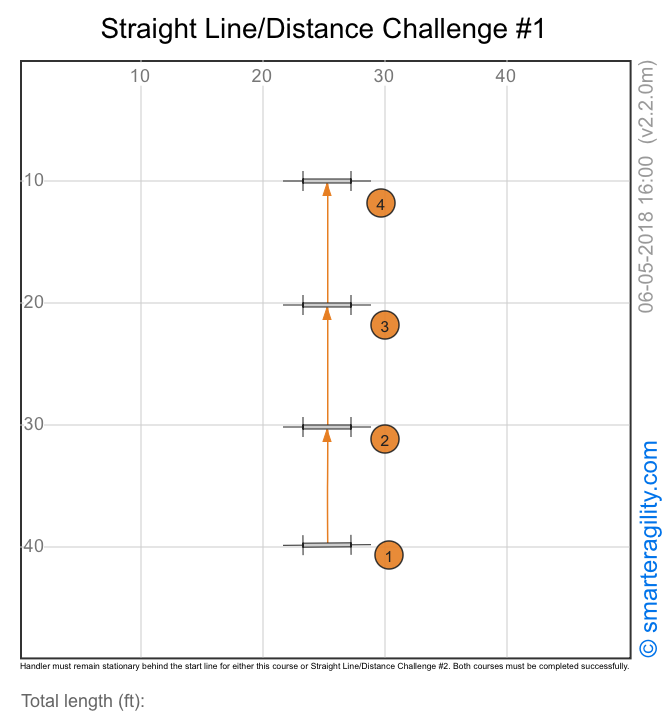 Straight Line/Distance Challenge #1
10 20 30 40
10
4
20
3
30
2
40
1
06-05-2018 16:00 (v2.2.0m)
© smarteragility.com
Handler must remain stationary behind the start line for either this course or Straight Line/Distance Challenge #2. Both courses must be completed successfully.
Total length (ft):